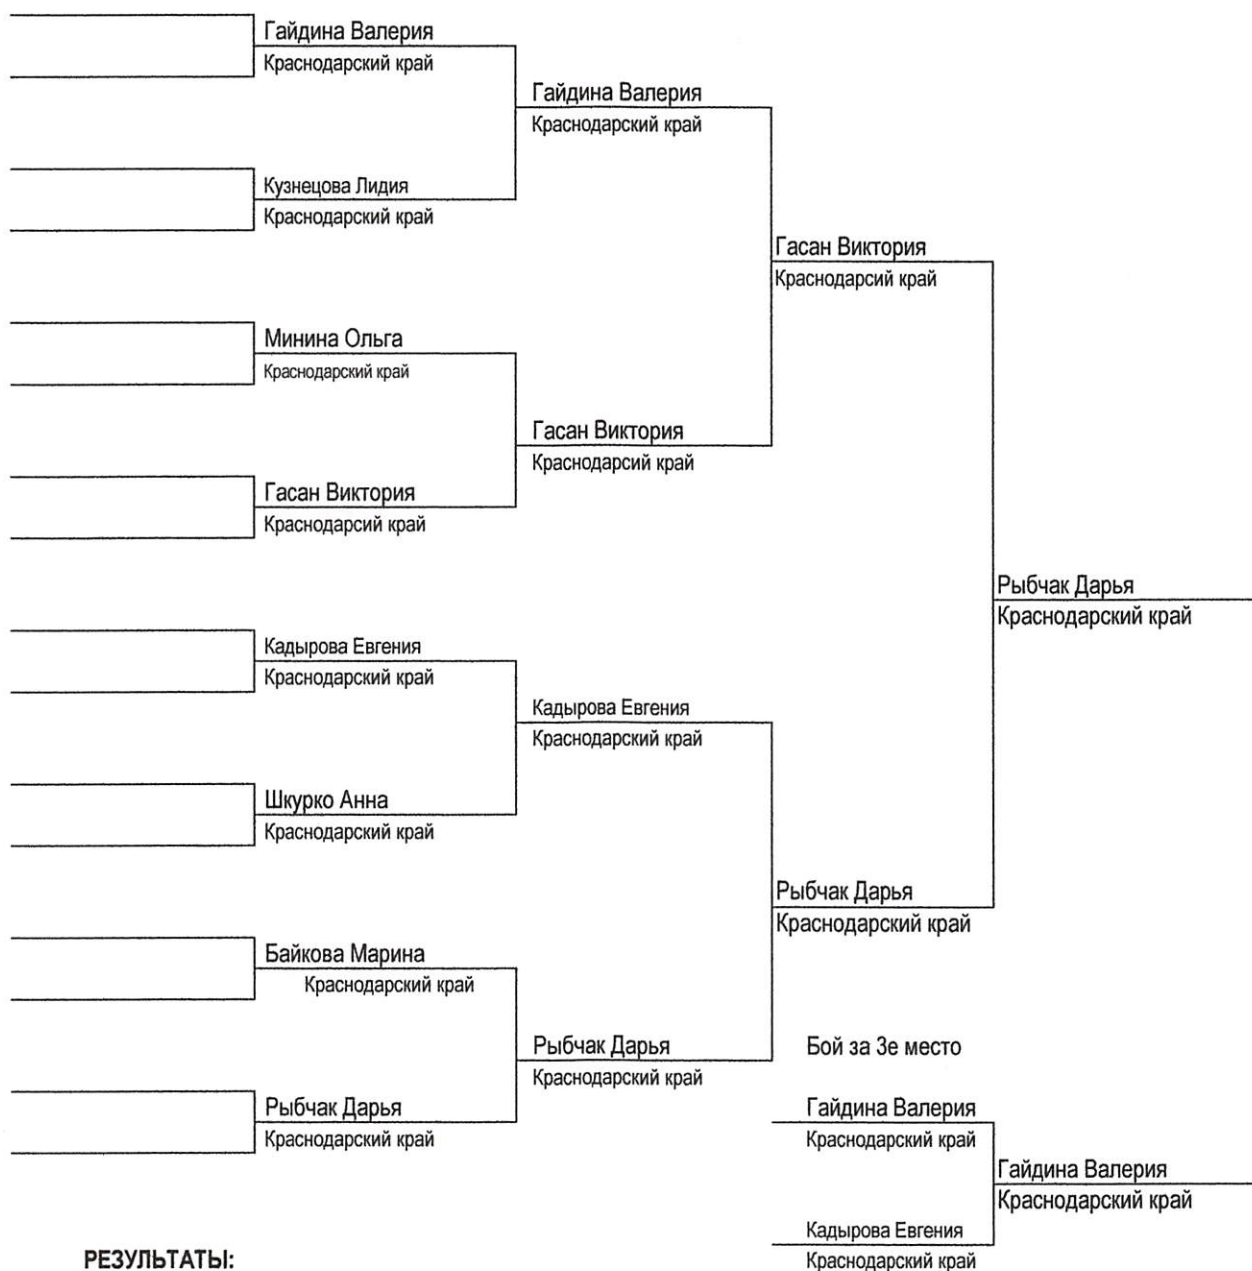 Гайдина Валерия
Краснодарский край
Гайдина Валерия
Краснодарский край
Кузнецова Лидия
Краснодарский край
Гасан Виктория
Краснодарсий край
Минина Ольга
Краснодарский край
Гасан Виктория
Краснодарсий край
Гасан Виктория
Краснодарсий край
Рыбчак Дарья
Краснодарский край
Кадырова Евгения
Краснодарский край
Кадырова Евгения
Краснодарский край
Шкурко Анна
Краснодарский край
Рыбчак Дарья
Краснодарский край
Байкова Марина
Краснодарский край
Рыбчак Дарья
Краснодарский край
Бой за 3е место
Рыбчак Дарья
Краснодарский край
Гайдина Валерия
Краснодарский край
Гайдина Валерия
Краснодарский край
Кадырова Евгения
Краснодарский край
РЕЗУЛЬТАТЫ: